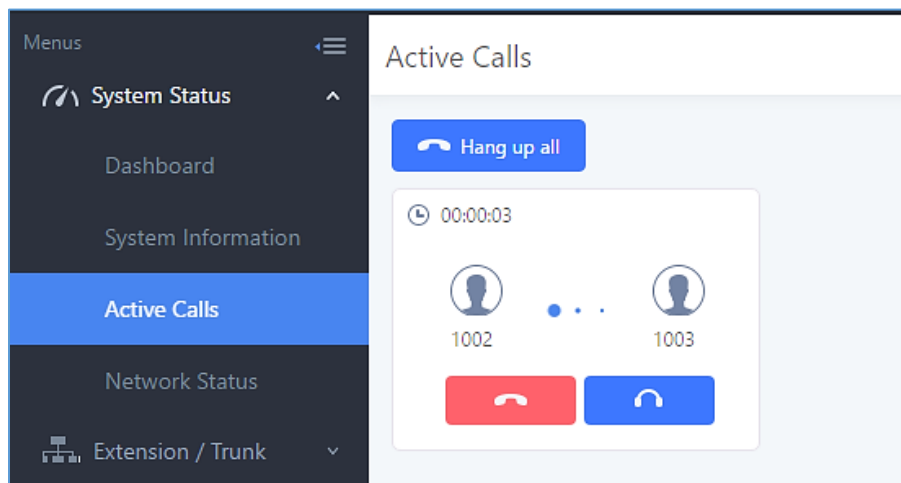 Menus
System Status
Dashboard
System Information
Active Calls
Network Status
Extension / Trunk
Active Calls
Hang up all
00:00:03
1002
1003